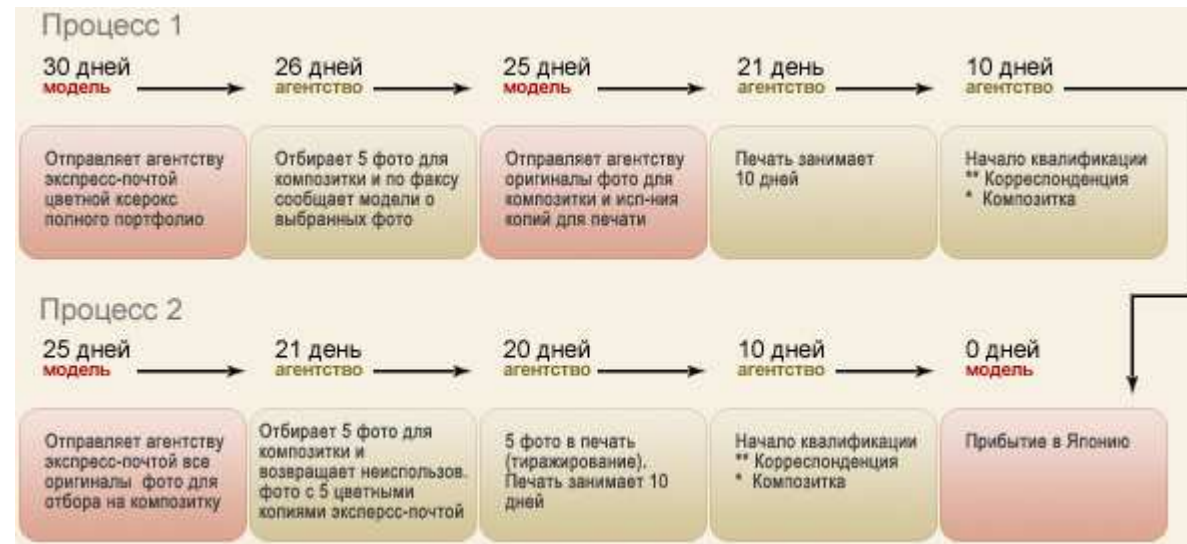 Процесс 1
30 дней
модель
26 дней
агентство
25 дней
модель
21 день
агентство
10 дней
агентство
Отправляет агентству
экспресс-почтой
цветной ксерокс
полного портфолио
Отбирает 5 фото для
композитки и по факсу
сообщает модели о
выбранных фото
Отправляет агентству
оригиналы фото для
композитки и исп-ния
копий для печати
Печать занимает
10 дней
Начало квалификации
** Корреспонденция
* Композитка
Процесс 2
25 дней
модель
21 день
агентство
20 дней
агентство
10 дней
агентство
0 дней
модель
Отправляет агентству
экспресс-почтой все
оригиналы фото для
отбора на композитку
Отбирает 5 фото для
композитки и
возвращает неиспользов.
фото с 5 цветными
копиями эксперсс-почтой
5 фото в печать
(тиражирование).
Печать занимает 10
дней
Начало квалификации
** Корреспонденция
* Композитка
Прибытие в Японию